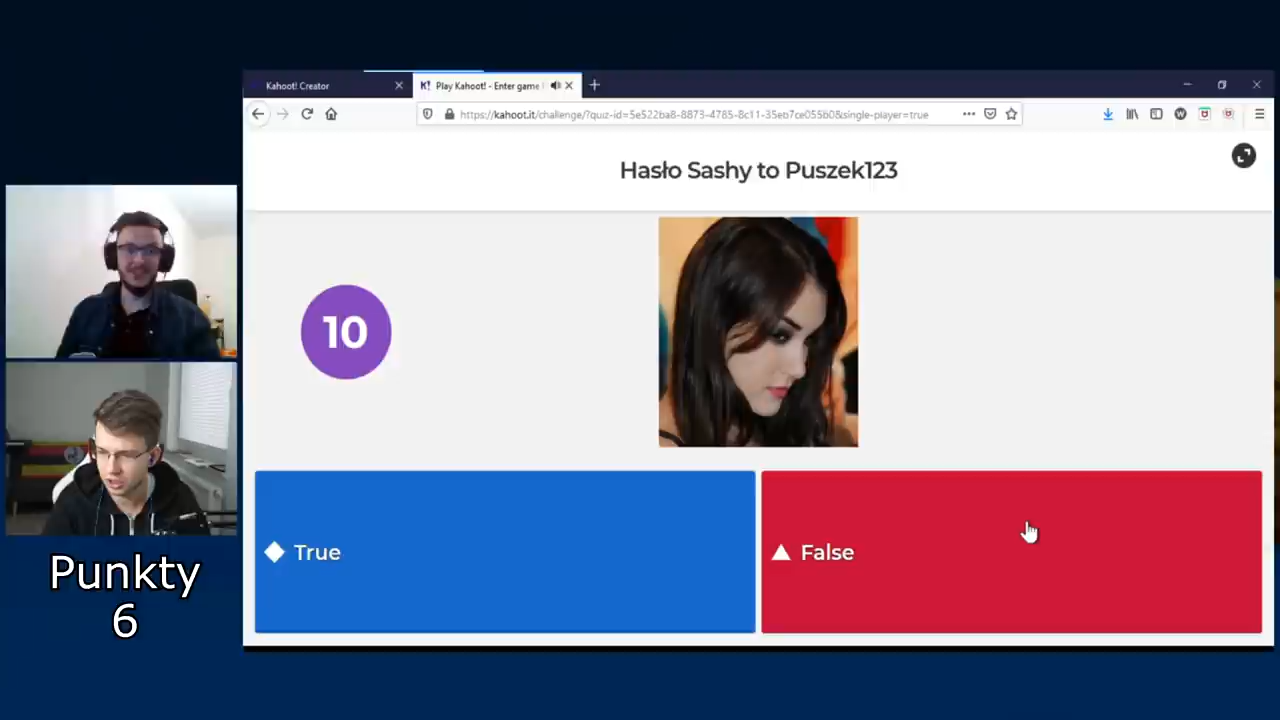 Kahoot! Creator
K! Play Kahoot! - Enter game
https://kahoot.it/challenge/?quiz-id=5e522ba8-8873-4785-8c11-35eb7ce055b0&single-player=true
Hasło Sashy to Puszek123
10
True
False
Punkty
6